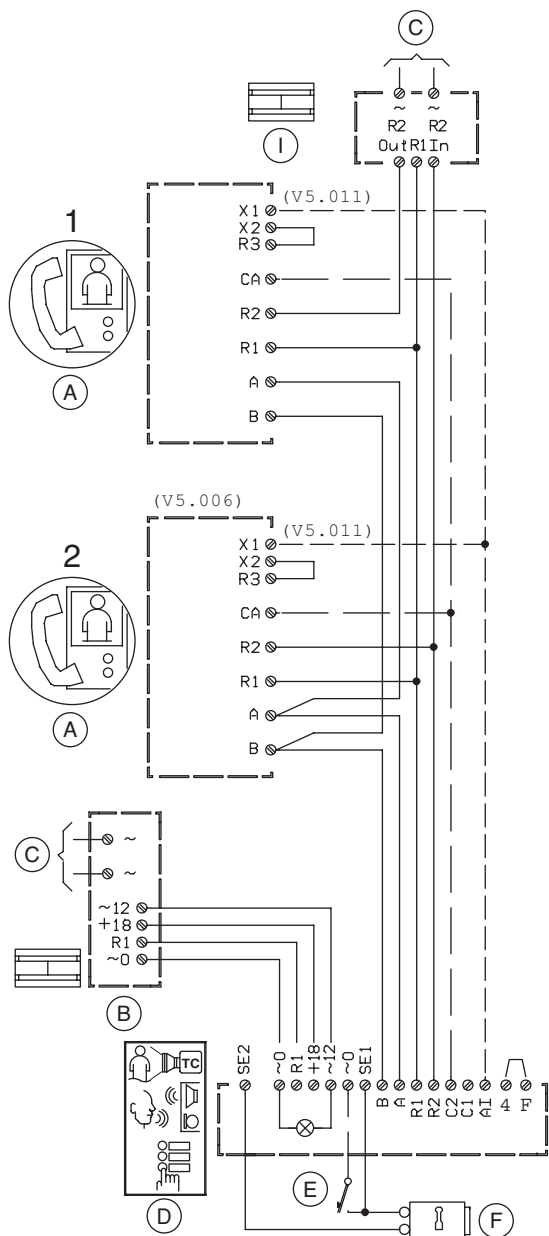 C
~ ~
R2 R2
Out R1 In
I
(V5.011)
X1
X2
R3
CA
R2
R1
A
B
1
A
(V5.006)
(V5.011)
X1
X2
R3
CA
R2
R1
A
B
2
A
C
~
~
~12
+18
R1
~0
B
SE2 ~0 R1 +18 ~12 ~0 SE1 B A R1 R2 C2 C1 AI 4 F
TC
D
E
F